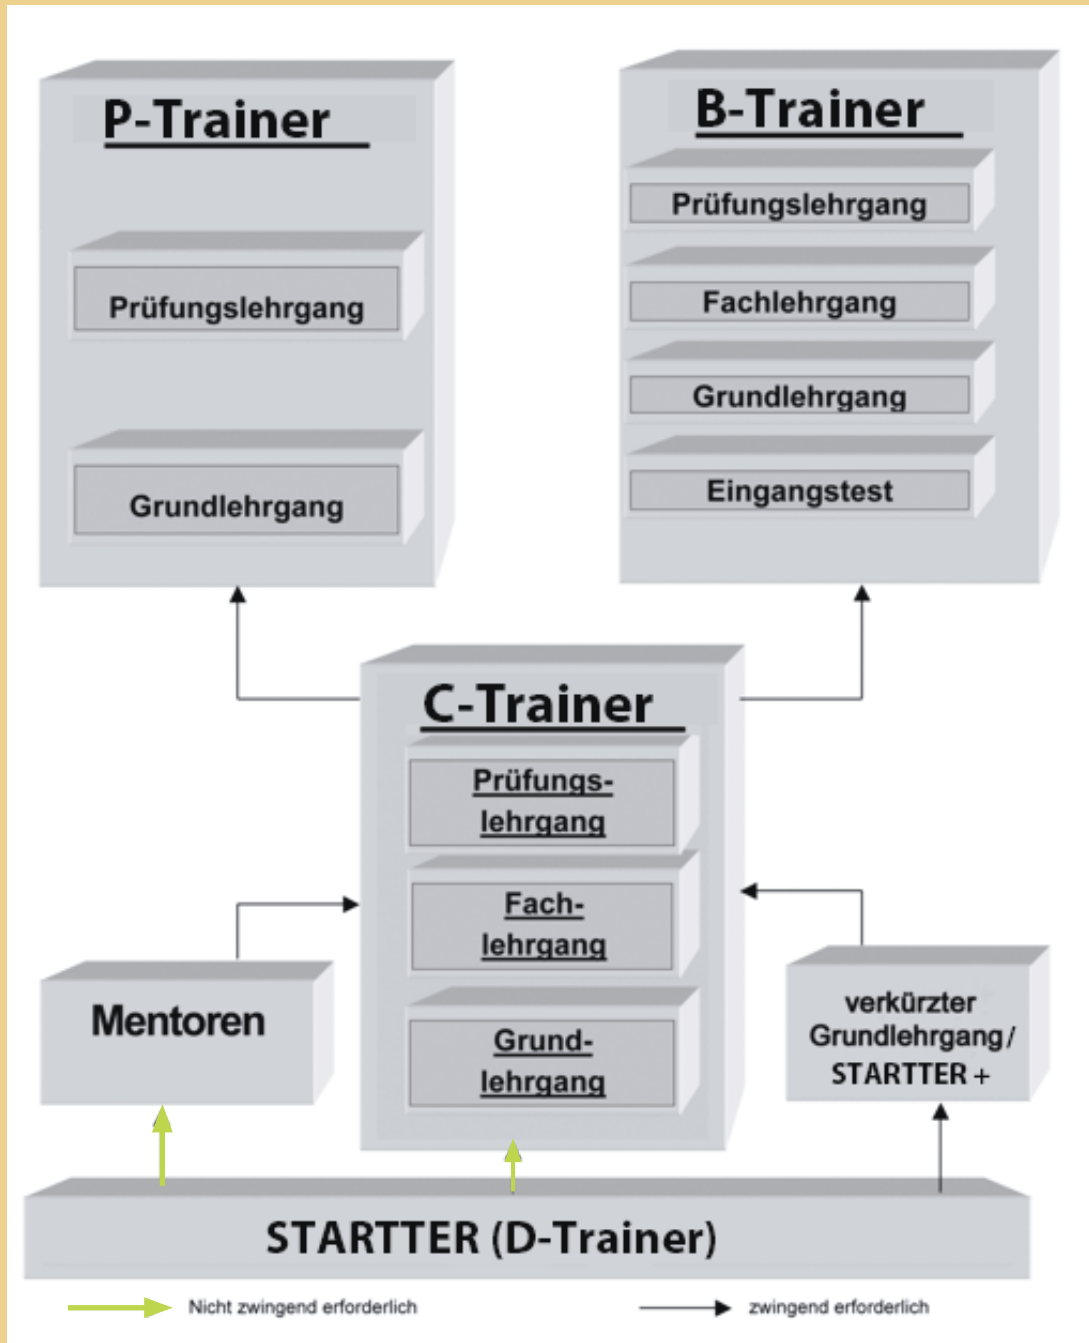 P-Trainer
Prüfungslehrgang
Grundlehrgang
B-Trainer
Prüfungslehrgang
Fachlehrgang
Grundlehrgang
Eingangstest
C-Trainer
Prüfungs-
lehrgang
Fach-
lehrgang
Grund-
lehrgang
Mentoren
verkürzter
Grundlehrgang/
STARTTER +
STARTTER (D-Trainer)
Nicht zwingend erforderlich
zwingend erforderlich